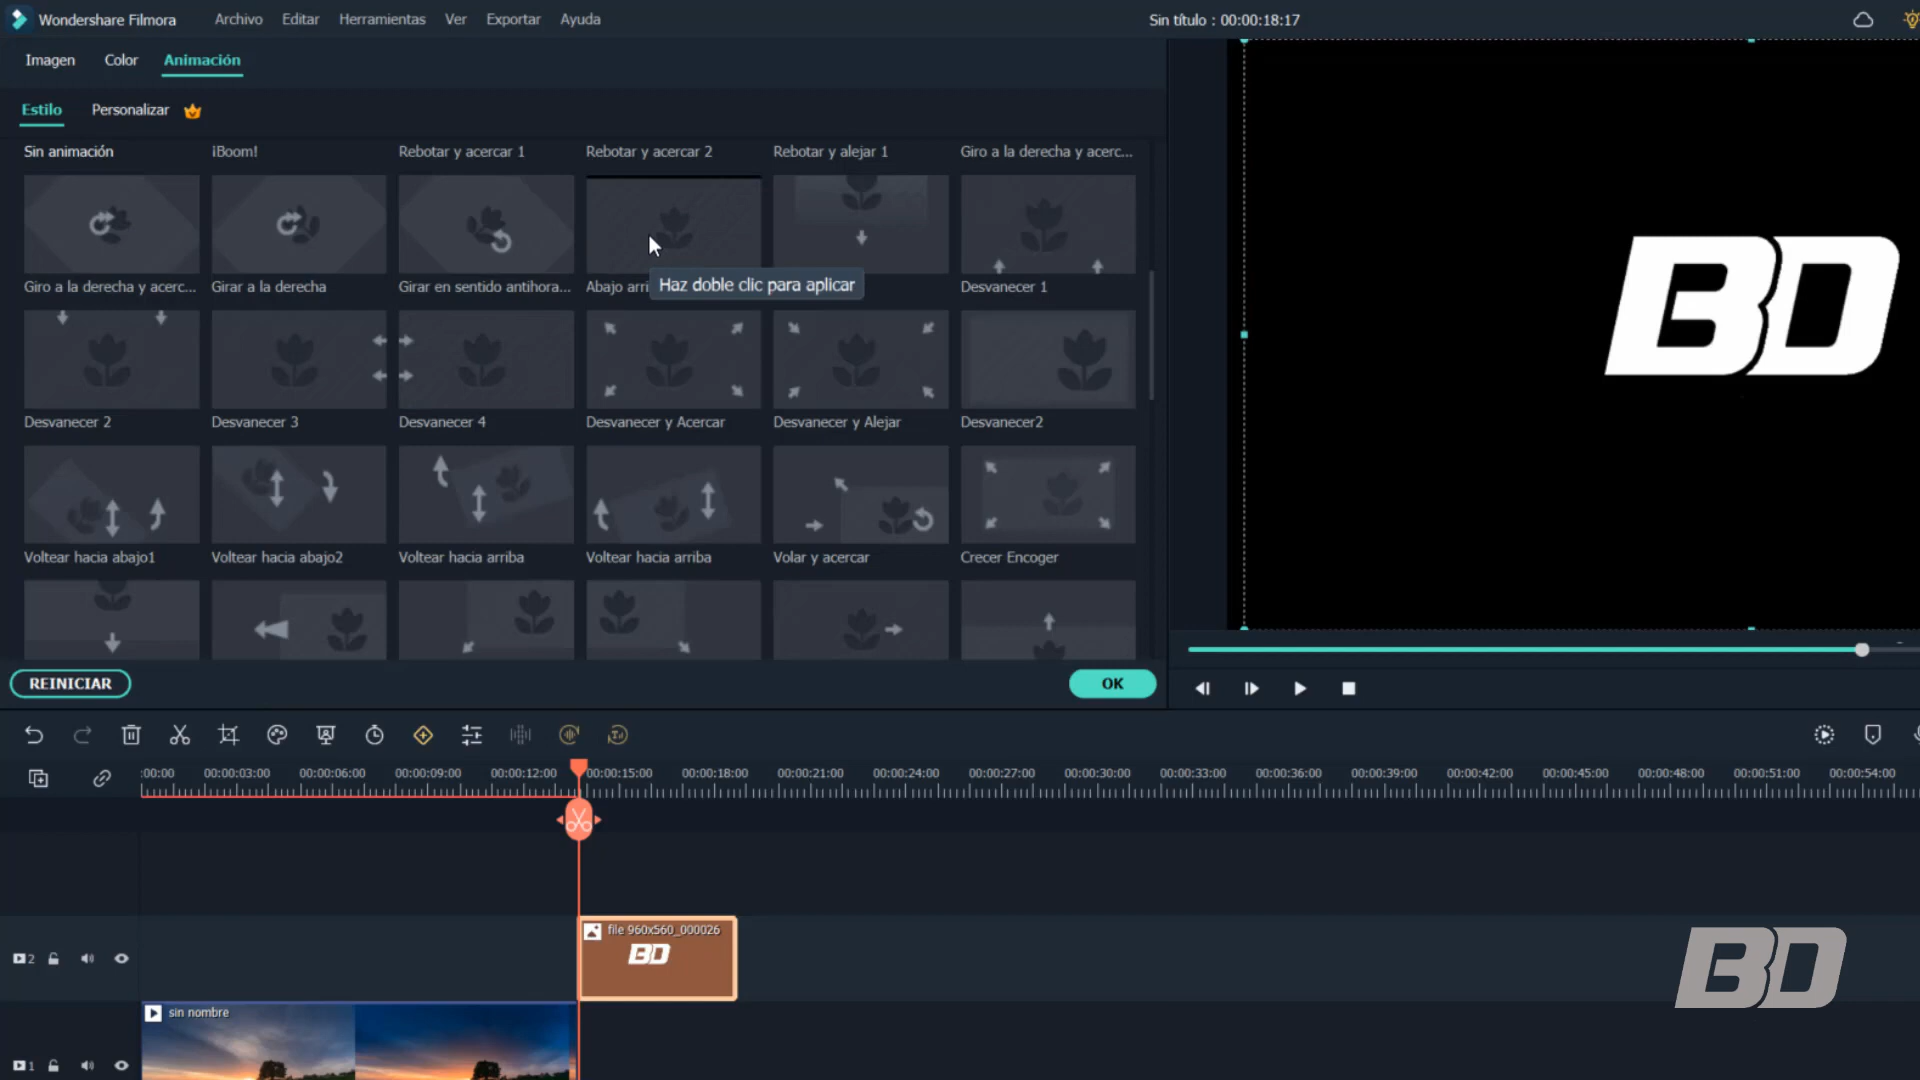 Wondershare Filmora Archivo Editar Herramientas Ver Exportar Ayuda Sin título : 00:00:18:17
Imagen Color Animación
Estilo Personalizar
Sin animación ¡Boom! Rebotar y acercar 1 Rebotar y acercar 2 Rebotar y alejar 1 Giro a la derecha y acerc...
Giro a la derecha y acerc... Girar a la derecha Girar en sentido antihora... Abajo arri Desvanecer 1
Haz doble clic para aplicar
Desvanecer 2 Desvanecer 3 Desvanecer 4 Desvanecer y Acercar Desvanecer y Alejar Desvanecer2
Voltear hacia abajo1 Voltear hacia abajo2 Voltear hacia arriba Voltear hacia arriba Volar y acercar Crecer Encoger
BD
REINICIAR OK
:00:00 00:00:03:00 00:00:06:00 00:00:09:00 00:00:12:00 00:00:15:00 00:00:18:00 00:00:21:00 00:00:24:00 00:00:27:00 00:00:30:00 00:00:33:00 00:00:36:00 00:00:39:00 00:00:42:00 00:00:45:00 00:00:48:00 00:00:51:00 00:00:54:00
file 960x560_000026
BD
2
BD
sin nombre
1